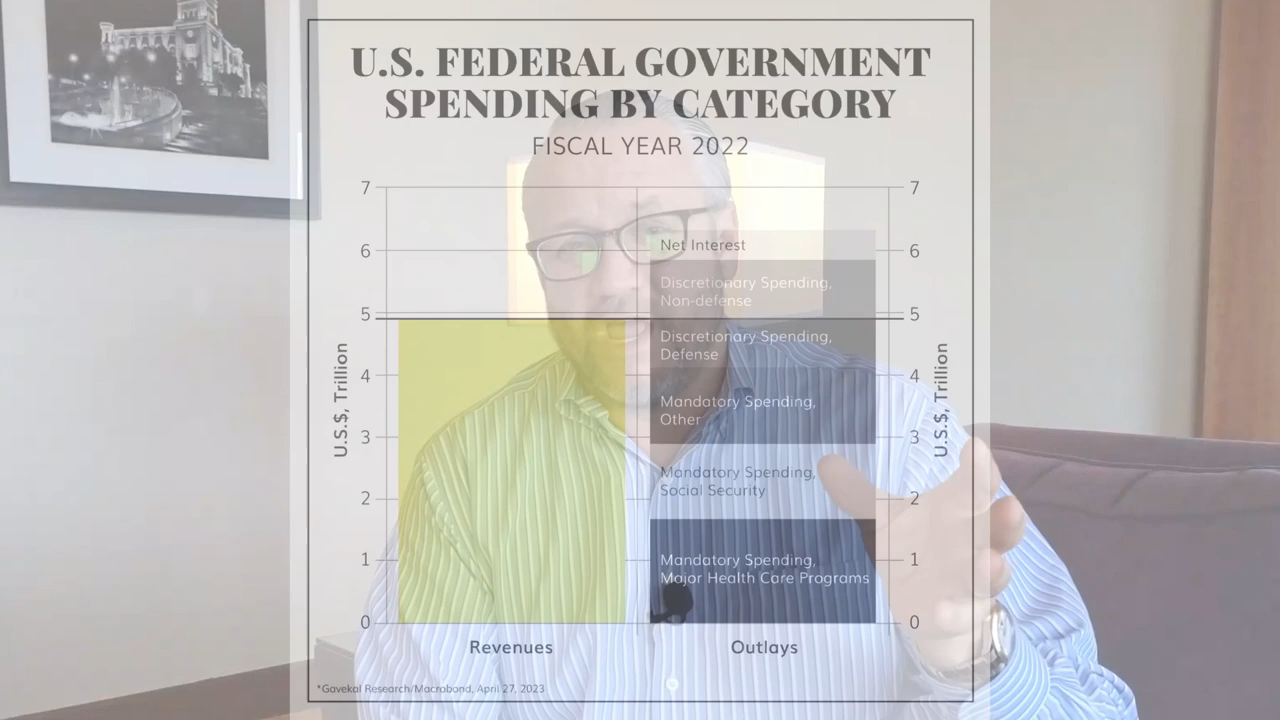 U.S. FEDERAL GOVERNMENT
SPENDING BY CATEGORY
FISCAL YEAR 2022
7
7
Net Interest
6
6
Discretionary Spending,
Non-defense
5
5
Discretionary Spending,
Defense
U.S.$, Trillion
U.S.$, Trillion
4
4
Mandatory Spending,
Other
3
3
Mandatory Spending,
Social Security
2
2
1
Mandatory Spending,
1
Major Health Care Programs
0
0
Revenues
Outlays
*Gavekal Research/Macrobond, April 27, 2023